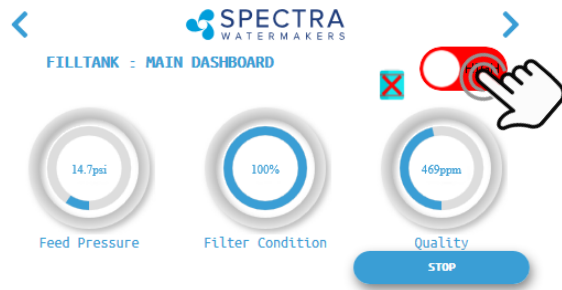 SPECTRA
WATERMAKERS
FILLTANK : MAIN DASHBOARD
14.7psi
100%
469ppm
Feed Pressure
Filter Condition
Quality
STOP